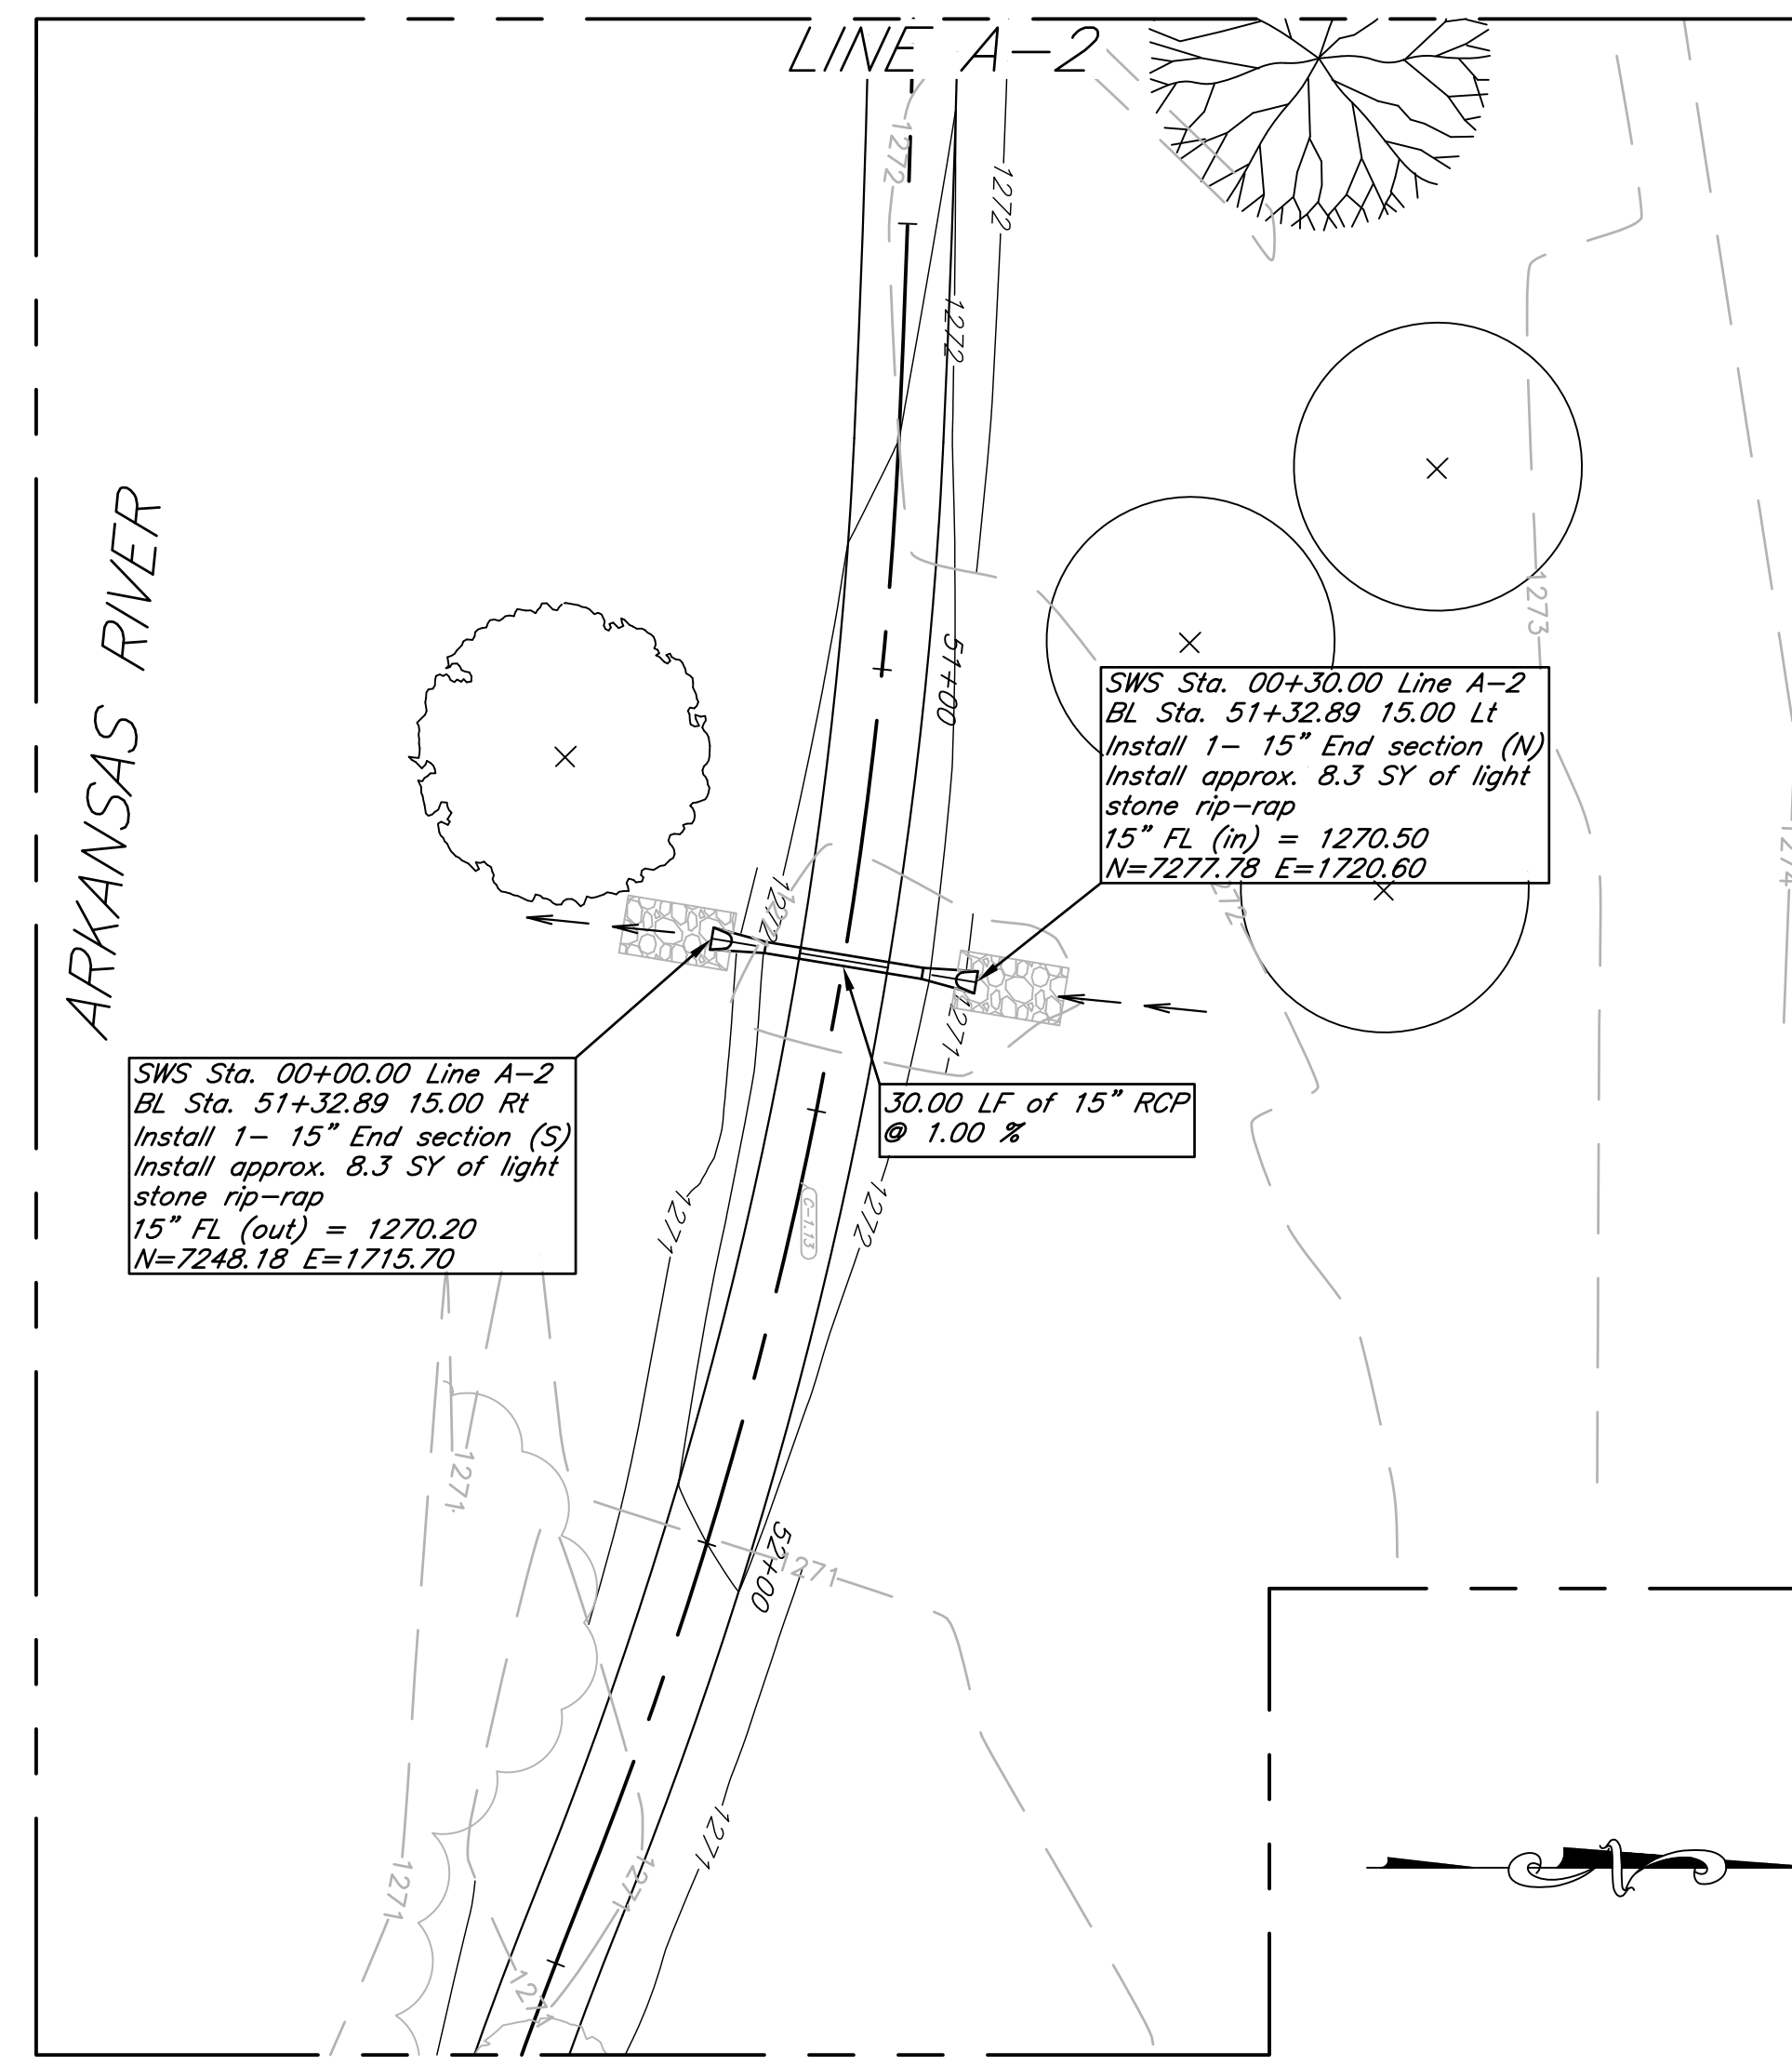 LINE A-2
1272
1272
1272
ARKANSAS RIVER
51+00
1273
SWS Sta. 00+30.00 Line A-2
BL Sta. 51+32.89 15.00 Lt
Install 1- 15" End section (N)
Install approx. 8.3 SY of light
stone rip-rap
15" FL (in) = 1270.50
N=7277.78 E=1720.60
1274
1272
1272
1271
SWS Sta. 00+00.00 Line A-2
BL Sta. 51+32.89 15.00 Rt
Install 1- 15" End section (S)
Install approx. 8.3 SY of light
stone rip-rap
15" FL (out) = 1270.20
N=7248.18 E=1715.70
30.00 LF of 15" RCP
@ 1.00 %
1271
C-1.13
1272
1271
52+00
1271
1271
1271
1271
1271